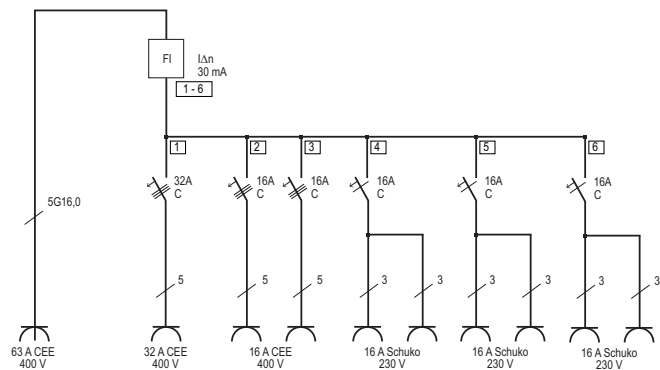 FI
IΔn
30 mA
1 - 6
1
2
3
4
5
6
32A
C
16A
C
16A
C
16A
C
16A
C
16A
C
5G16,0
5
5
5
3
3
3
3
3
3
63 A CEE
400 V
32 A CEE
400 V
16 A CEE
400 V
16 A Schuko
230 V
16 A Schuko
230 V
16 A Schuko
230 V